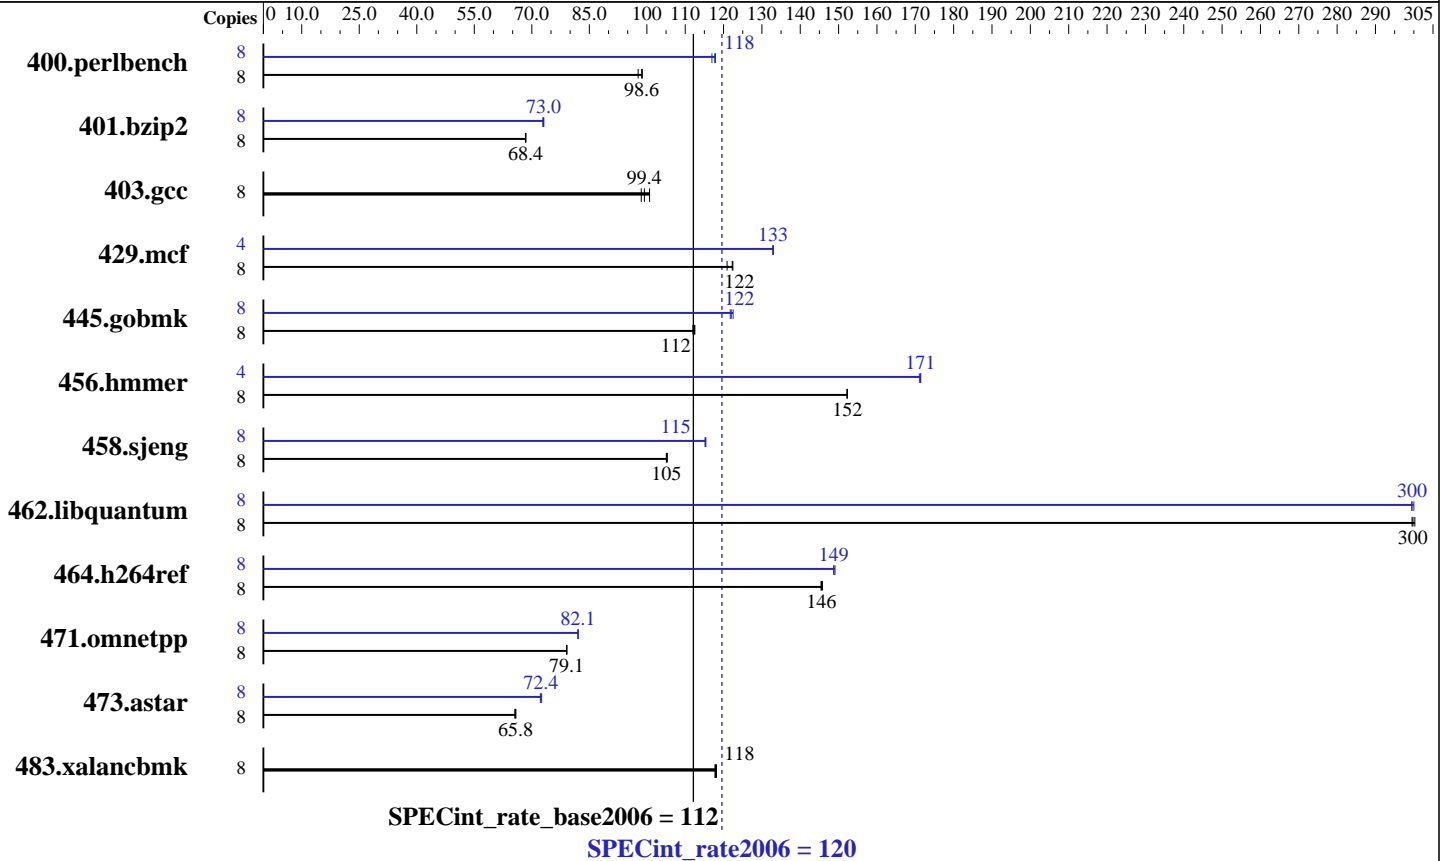 Copies 0 10.0 25.0 40.0 55.0 70.0 85.0 100 110 120 130 140 150 160 170 180 190 200 210 220 230 240 250 260 270 280 290 305
400.perlbench 8 118
8 98.6
401.bzip2 8 73.0
8 68.4
403.gcc 8 99.4
429.mcf 4 133
8 122
445.gobmk 8 122
8 112
456.hmmer 4 171
8 152
458.sjeng 8 115
8 105
462.libquantum 8 300
8 300
464.h264ref 8 149
8 146
471.omnetpp 8 82.1
8 79.1
473.astar 8 72.4
8 65.8
483.xalancbmk 8 118
SPECint_rate_base2006 = 112
SPECint_rate2006 = 120